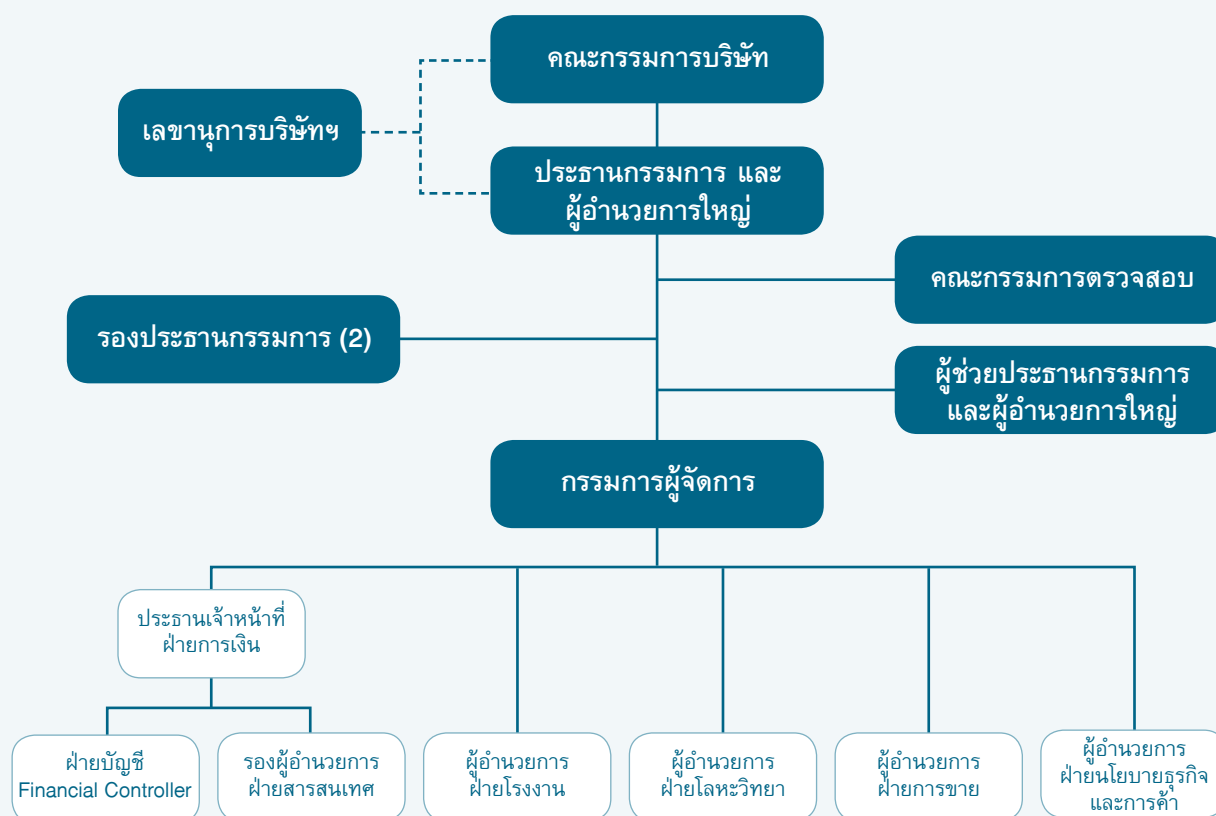 คณะกรรมการบริษัท
เลขานุการบริษัทฯ
ประธานกรรมการ และ
ผู้อำนวยการใหญ่
คณะกรรมการตรวจสอบ
รองประธานกรรมการ (2)
ผู้ช่วยประธานกรรมการ
และผู้อำนวยการใหญ่
กรรมการผู้จัดการ
ประธานเจ้าหน้าที่
ฝ่ายการเงิน
ฝ่ายบัญชี
Financial Controller
รองผู้อำนวยการ
ฝ่ายสารสนเทศ
ผู้อำนวยการ
ฝ่ายโรงงาน
ผู้อำนวยการ
ฝ่ายโลหะวิทยา
ผู้อำนวยการ
ฝ่ายการขาย
ผู้อำนวยการ
ฝ่ายนโยบายธุรกิจ
และการค้า